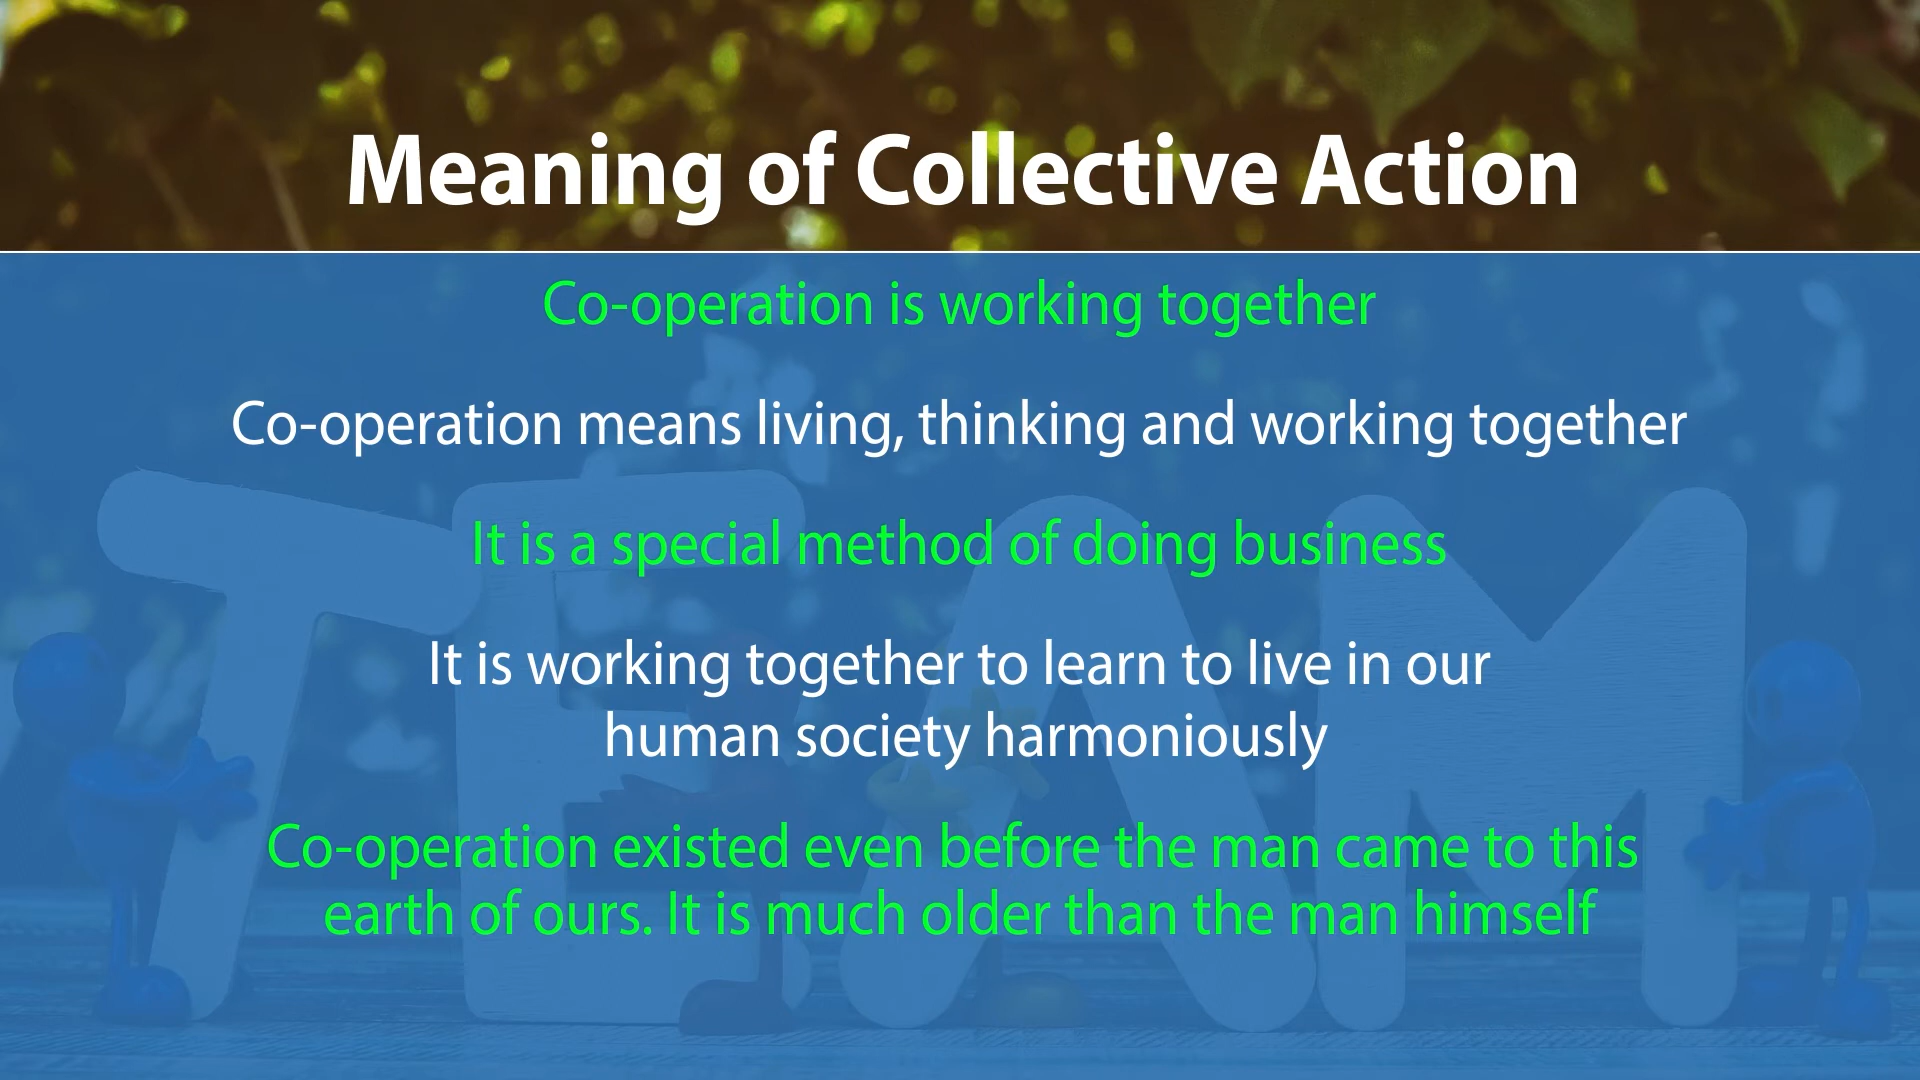 Meaning of Collective Action
Co-operation is working together
Co-operation means living, thinking and working together
It is a special method of doing business
It is working together to learn to live in our
human society harmoniously
Co-operation existed even before the man came to this
earth of ours. It is much older than the man himself
TEAM